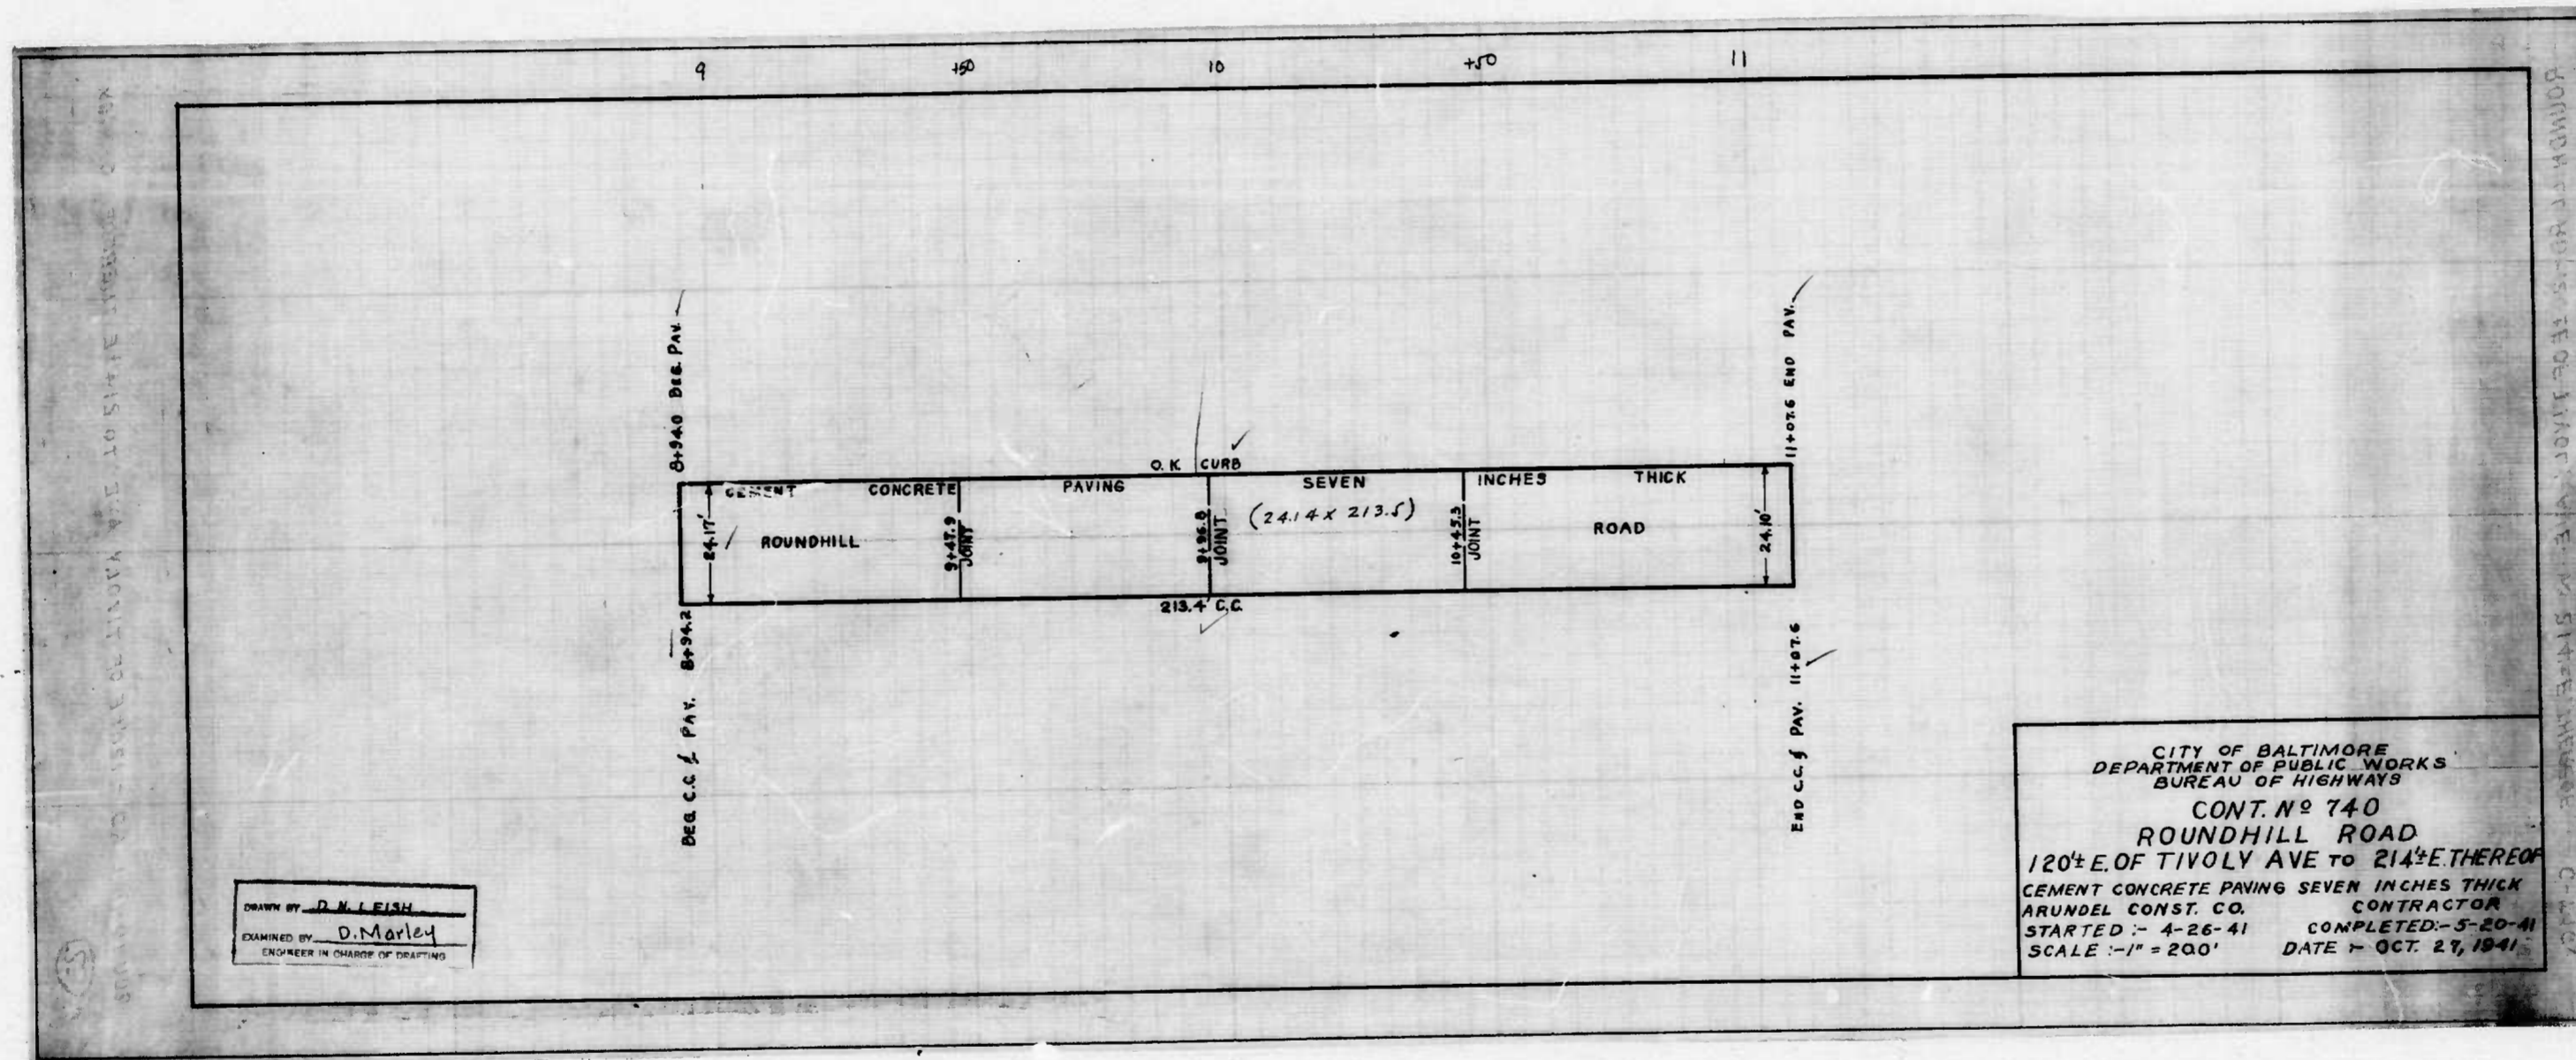 9 +50 10 +50 11
8+94.0 BEG. PAV.
11+07.6 END PAV.
O.K. CURB
CEMENT CONCRETE PAVING SEVEN INCHES THICK
24.17'
ROUNDHILL
9+47.9
JOINT
9+96.8
JOINT
(24.14 x 213.5)
10+45.3
JOINT
ROAD
24.10'
213.4' C.C.
BEG. C.C. & PAV. 8+94.2
END C.C. & PAV. 11+07.6
CITY OF BALTIMORE
DEPARTMENT OF PUBLIC WORKS
BUREAU OF HIGHWAYS
CONT. Nº 740
ROUNDHILL ROAD
120'± E. OF TIVOLY AVE TO 214'± E. THEREOF
CEMENT CONCRETE PAVING SEVEN INCHES THICK
ARUNDEL CONST. CO. CONTRACTOR
STARTED :- 4-26-41 COMPLETED:- 5-20-41
SCALE :- 1" = 20.0' DATE :- OCT. 27, 1941
DRAWN BY D. N. LEISH
EXAMINED BY D. Marley
ENGINEER IN CHARGE OF DRAFTING